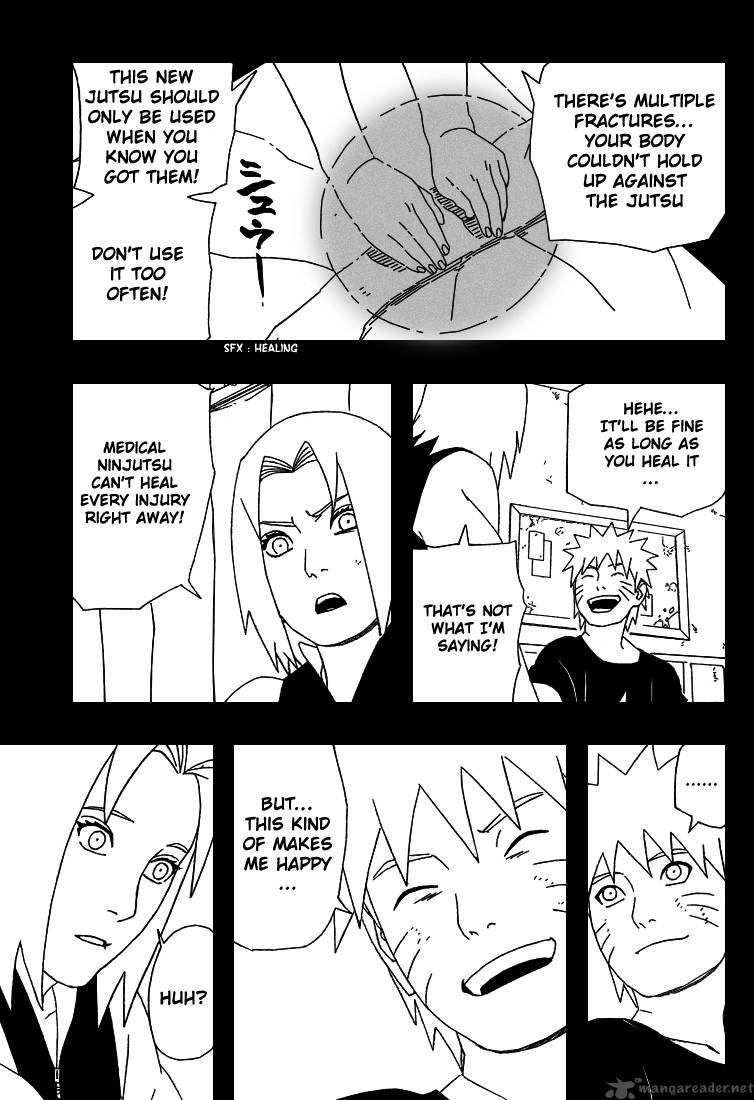 THERE'S MULTIPLE
FRACTURES...
YOUR BODY
COULDN'T HOLD
UP AGAINST
THE JUTSU
THIS NEW
JUTSU SHOULD
ONLY BE USED
WHEN YOU
KNOW YOU
GOT THEM!
DON'T USE
IT TOO
OFTEN!
シュウー
SFX : HEALING
HEHE...
IT'LL BE FINE
AS LONG AS
YOU HEAL IT
...
THAT'S NOT
WHAT I'M
SAYING!
MEDICAL
NINJUTSU
CAN'T HEAL
EVERY INJURY
RIGHT AWAY!
......
BUT...
THIS KIND
OF MAKES
ME HAPPY
...
HUH?
mangareader.net